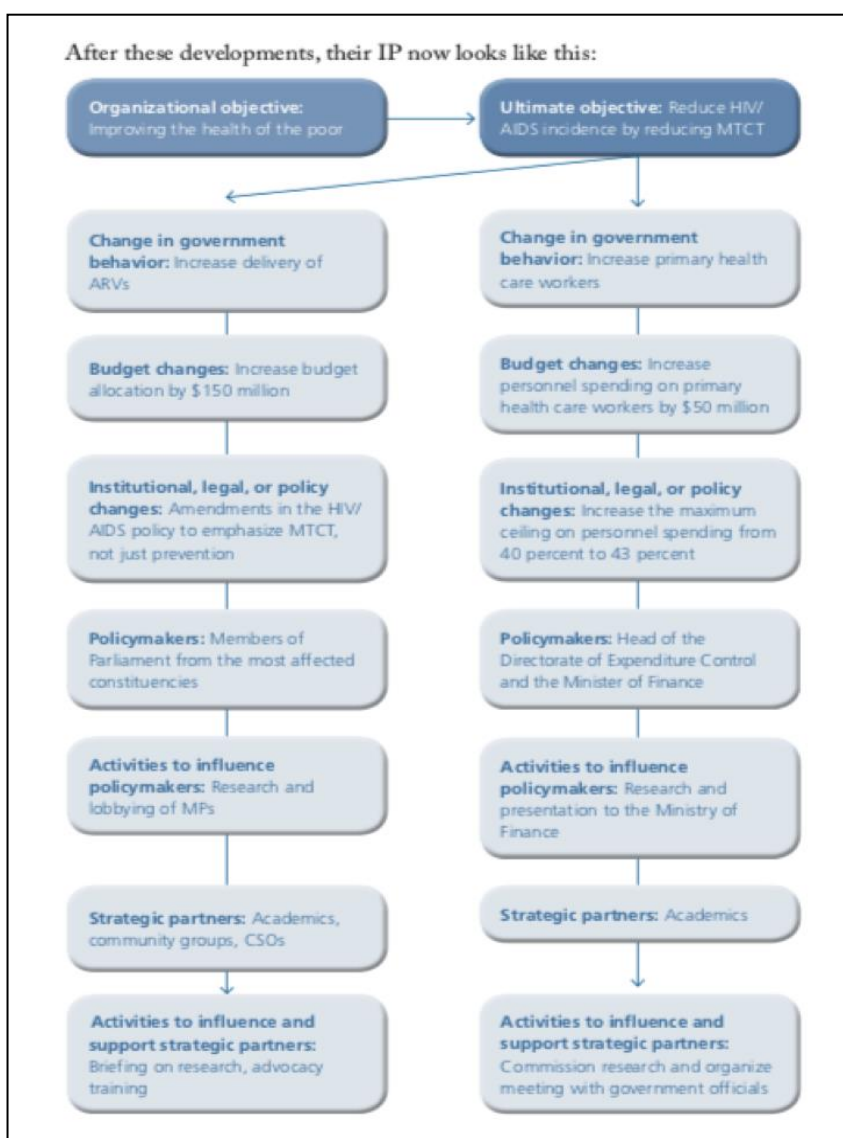 After these developments, their IP now looks like this:
Organizational objective:
Improving the health of the poor
Ultimate objective: Reduce HIV/
AIDS incidence by reducing MTCT
Change in government
behavior: Increase delivery of
ARVs
Budget changes: Increase budget
allocation by $150 million
Institutional, legal, or policy
changes: Amendments in the HIV/
AIDS policy to emphasize MTCT,
not just prevention
Policymakers: Members of
Parliament from the most affected
constituencies
Activities to influence
policymakers: Research and
lobbying of MPs
Strategic partners: Academics,
community groups, CSOs
Activities to influence and
support strategic partners:
Briefing on research, advocacy
training
Change in government
behavior: Increase primary health
care workers
Budget changes: Increase
personnel spending on primary
health care workers by $50 million
Institutional, legal, or policy
changes: Increase the maximum
ceiling on personnel spending from
40 percent to 43 percent
Policymakers: Head of the
Directorate of Expenditure Control
and the Minister of Finance
Activities to influence
policymakers: Research and
presentation to the Ministry of
Finance
Strategic partners: Academics
Activities to influence and
support strategic partners:
Commission research and organize
meeting with government officials